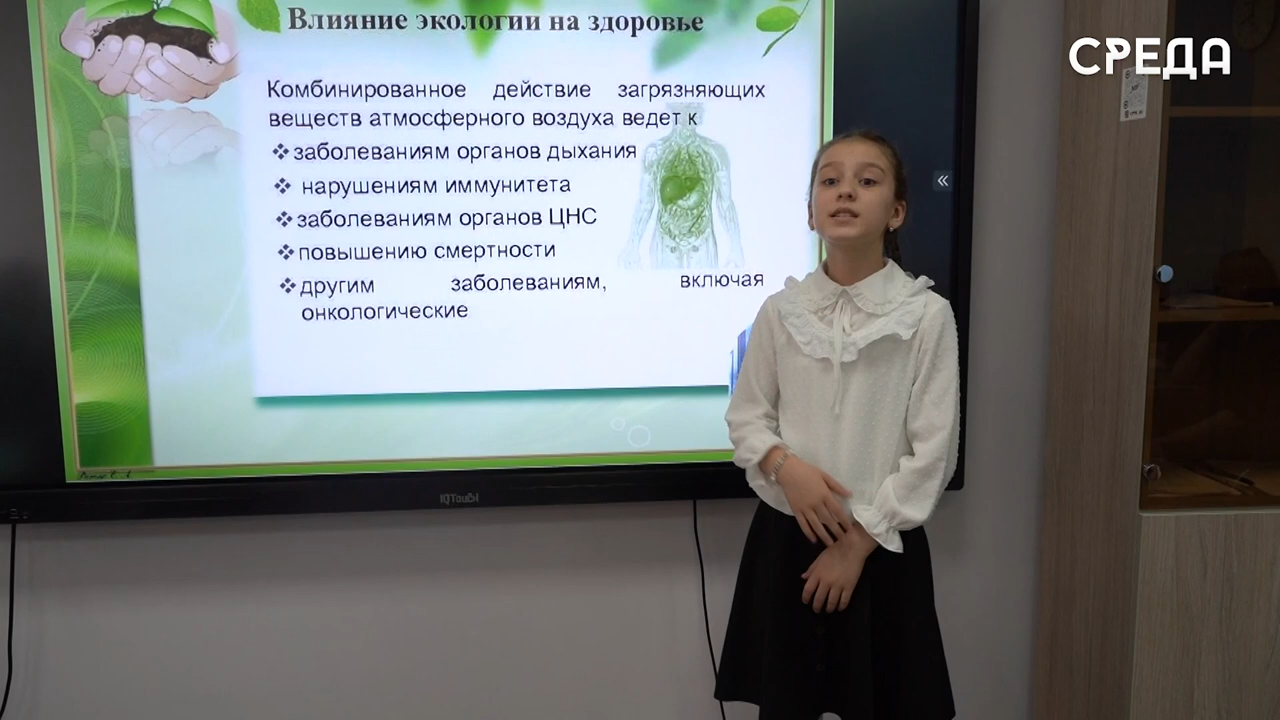 Влияние экологии на здоровье
СРЕДА
Комбинированное действие загрязняющих
веществ атмосферного воздуха ведет к
❖заболеваниям органов дыхания
❖ нарушениям иммунитета
❖заболеваниям органов ЦНС
❖повышению смертности
❖другим заболеваниям, включая
онкологические
IQTouch